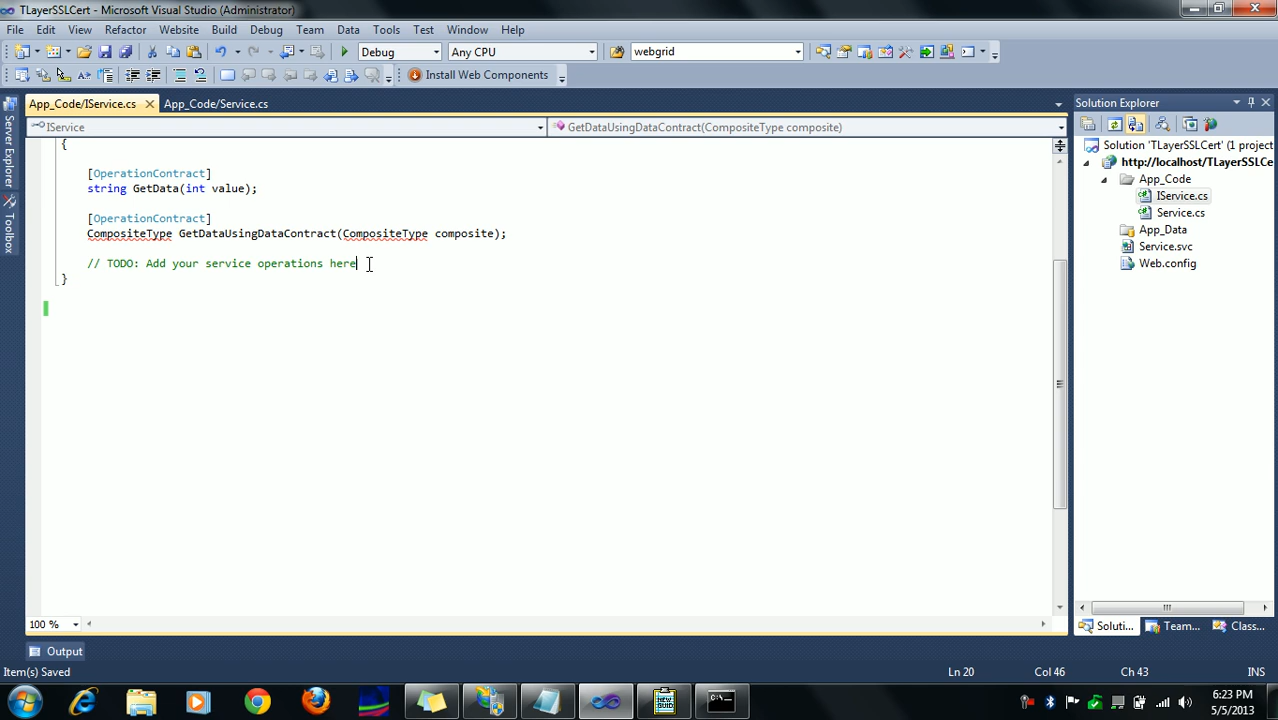 TLayerSSLCert - Microsoft Visual Studio (Administrator)
File Edit View Refactor Website Build Debug Team Data Tools Test Window Help
Debug Any CPU webgrid
Install Web Components
App_Code/IService.cs App_Code/Service.cs
IService GetDataUsingDataContract(CompositeType composite)
{
[OperationContract]
string GetData(int value);
[OperationContract]
CompositeType GetDataUsingDataContract(CompositeType composite);
// TODO: Add your service operations here
}
100 %
Server Explorer
Toolbox
Solution Explorer
Solution 'TLayerSSLCert' (1 project
http://localhost/TLayerSSLCe
App_Code
IService.cs
Service.cs
App_Data
Service.svc
Web.config
Soluti... Team... Class...
Output
Item(s) Saved Ln 20 Col 46 Ch 43 INS
6:23 PM
5/5/2013